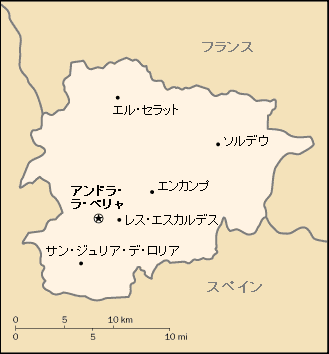 フランス
エル・セラット
ソルデウ
エンカンプ
アンドラ・
ラ・ベリャ
レス・エスカルデス
サン・ジュリア・デ・ロリア
スペイン
0 5 10 km
0 5 10 mi